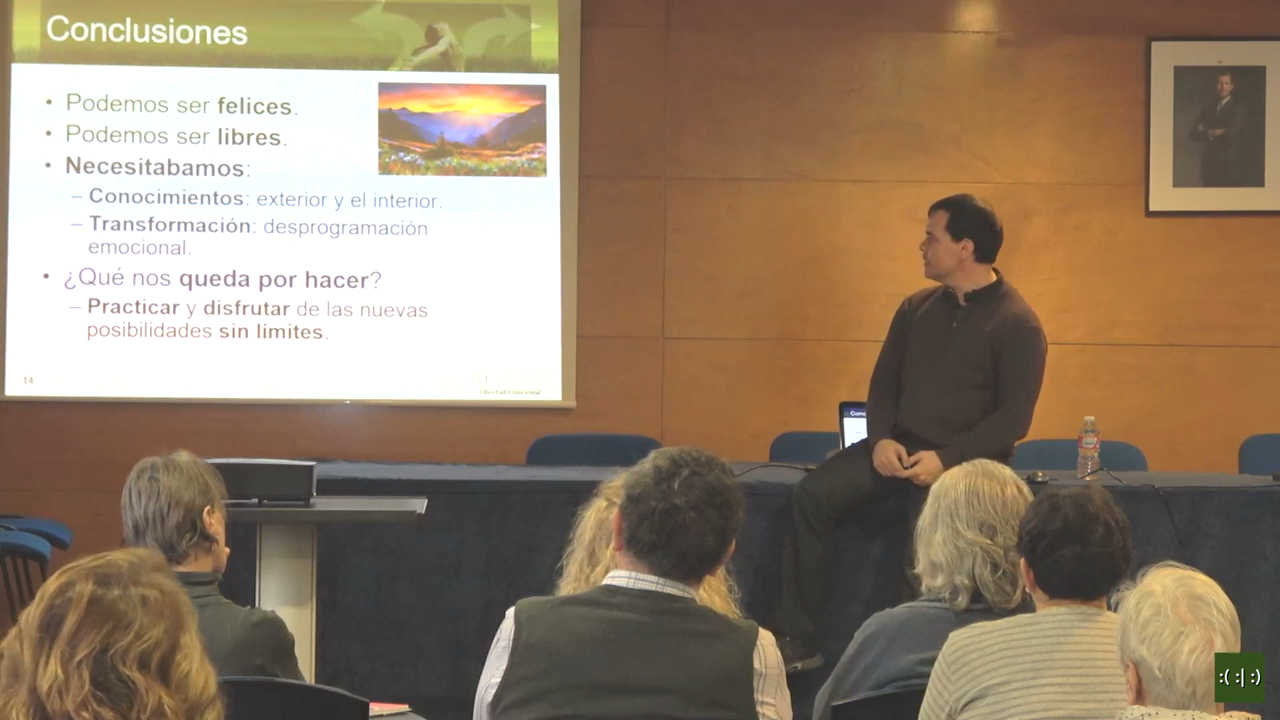 Conclusiones
• Podemos ser felices.
• Podemos ser libres.
• Necesitabamos:
– Conocimientos: exterior y el interior.
– Transformación: desprogramación
emocional.
• ¿Qué nos queda por hacer?
– Practicar y disfrutar de las nuevas
posibilidades sin límites.
14
:( :| :)